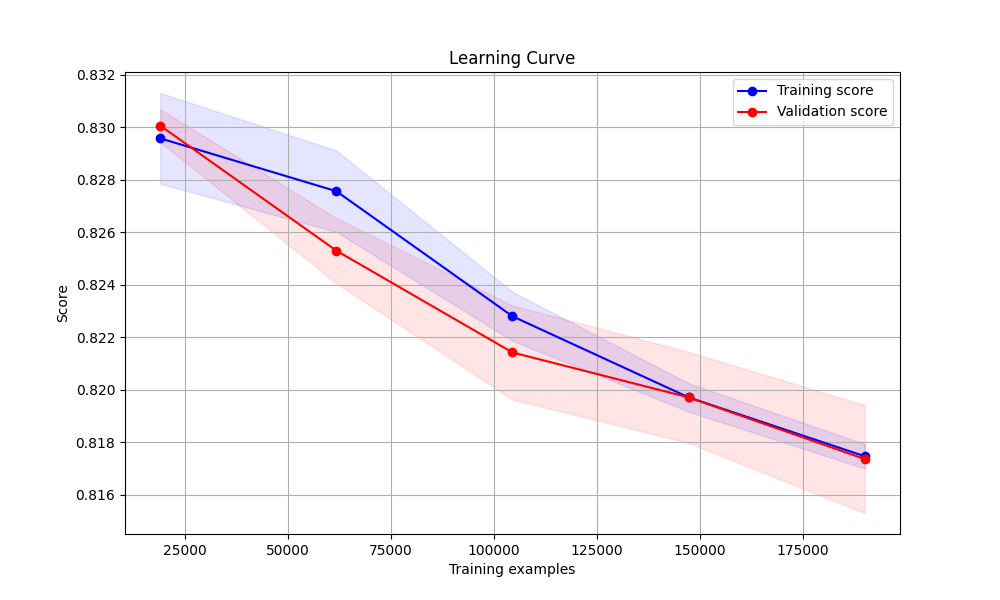 Learning Curve
Training score
Validation score
0.832
0.830
0.828
0.826
0.824
0.822
0.820
0.818
0.816
Score
25000 50000 75000 100000 125000 150000 175000
Training examples